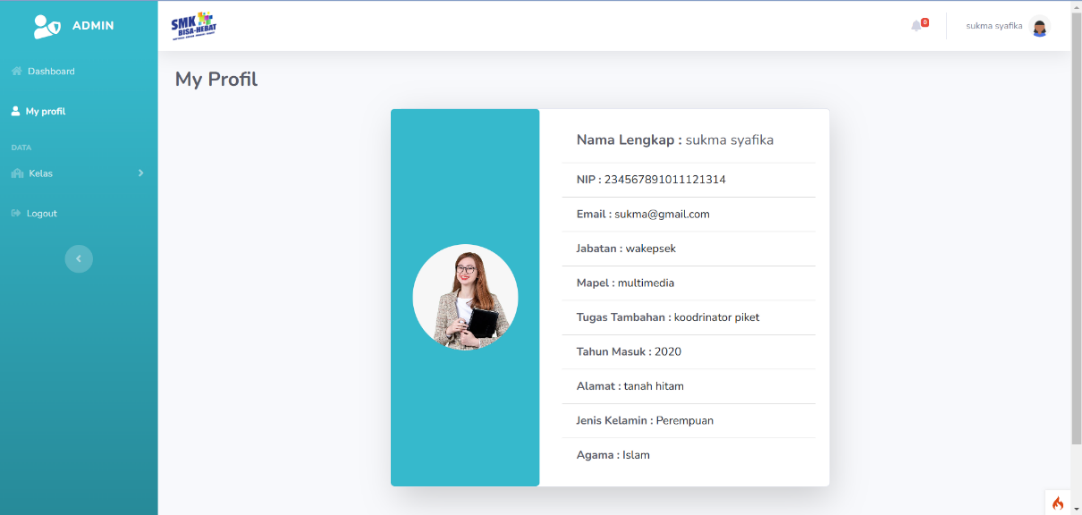 ADMIN
SMK
BISA-HEBAT
sukma syafika
Dashboard
My profil
DATA
Kelas
Logout
My Profil
Nama Lengkap : sukma syafika
NIP : 234567891011121314
Email : sukma@gmail.com
Jabatan : wakepsek
Mapel : multimedia
Tugas Tambahan : koodrinator piket
Tahun Masuk : 2020
Alamat : tanah hitam
Jenis Kelamin : Perempuan
Agama : Islam